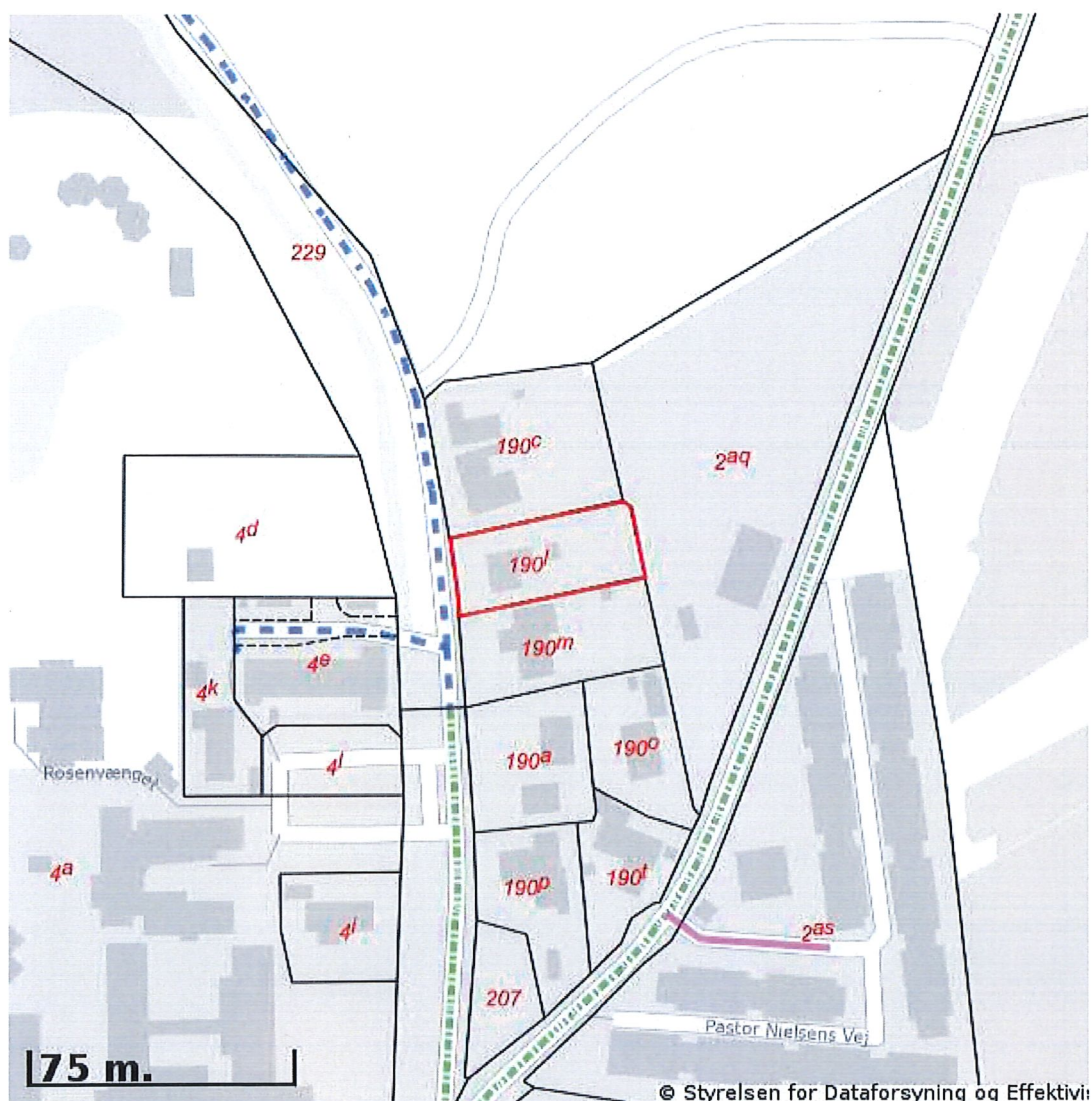 229
190c
2aq
4d
190l
190m
4e
4k
190a
190o
4l
Rosenvænget
4a
190p
190t
4i
2as
207
Pastor Nielsens Vej
75 m.
© Styrelsen for Dataforsyning og Effektivi